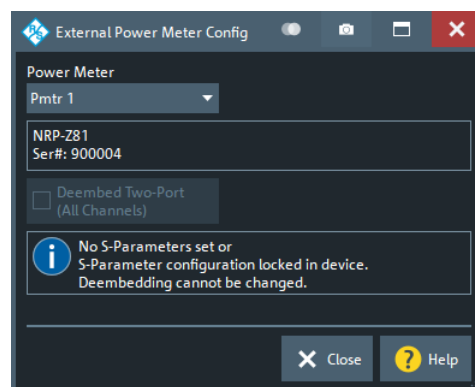 External Power Meter Config
Power Meter
Pmtr 1
NRP-Z81
Ser#: 900004
Deembed Two-Port
(All Channels)
No S-Parameters set or
S-Parameter configuration locked in device.
Deembedding cannot be changed.
Close
Help